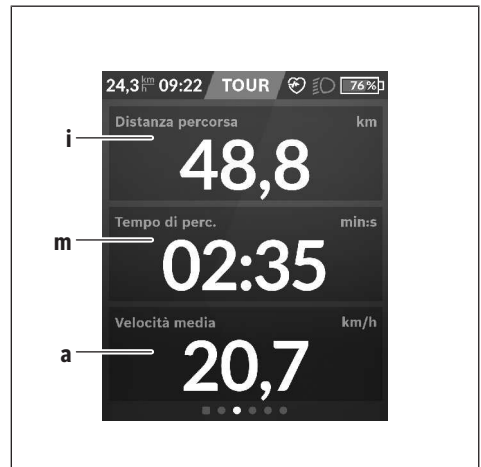 24,3 km/h 09:22 TOUR 76%
Distanza percorsa km
i
48,8
Tempo di perc. min:s
m
02:35
Velocità media km/h
a
20,7